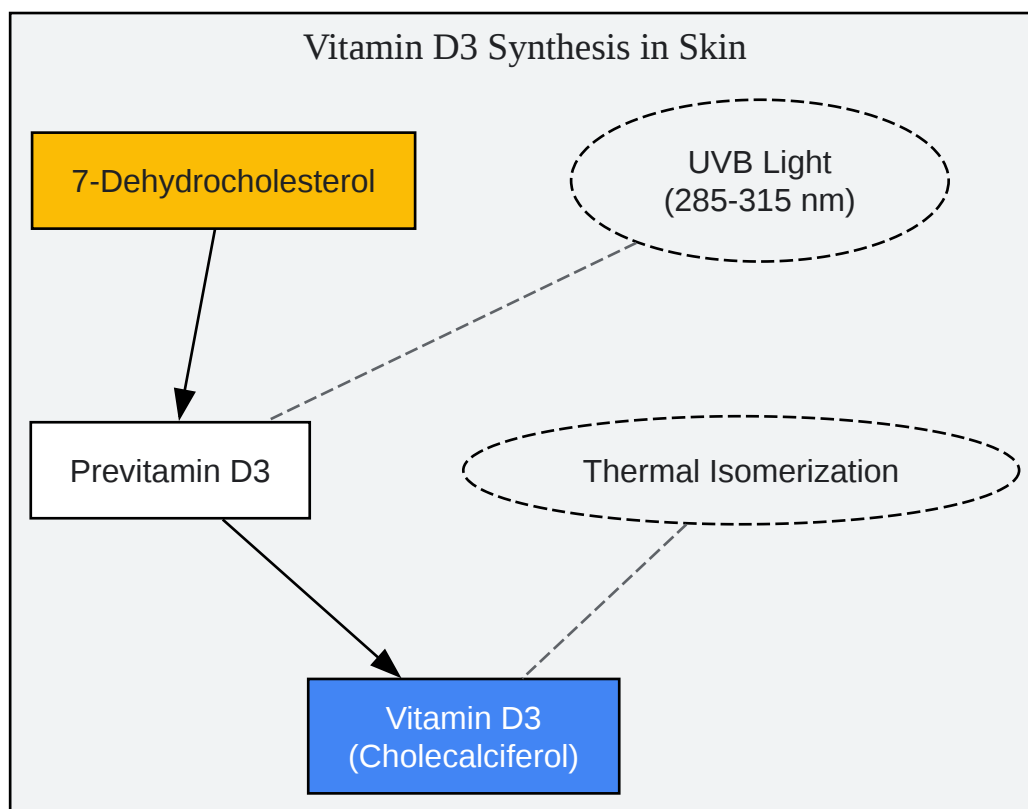 Vitamin D3 Synthesis in Skin
7-Dehydrocholesterol
UVB Light
(285-315 nm)
Previtamin D3
Thermal Isomerization
Vitamin D3
(Cholecalciferol)